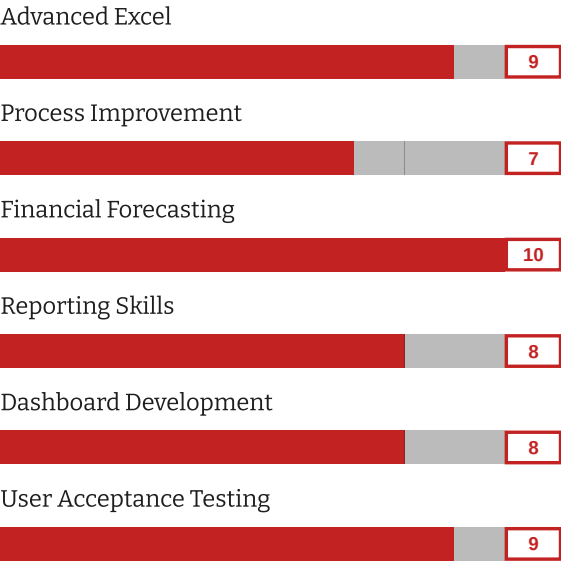 Advanced Excel
9
Process Improvement
7
Financial Forecasting
10
Reporting Skills
8
Dashboard Development
8
User Acceptance Testing
9